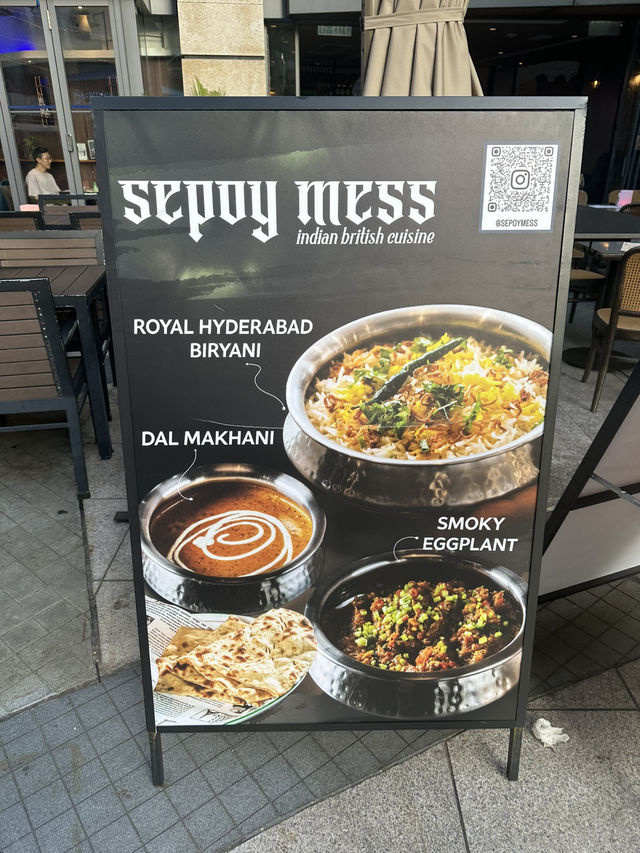 sepoy mess
indian british cuisine
@SEPOYMESS
ROYAL HYDERABAD
BIRYANI
DAL MAKHANI
SMOKY
EGGPLANT